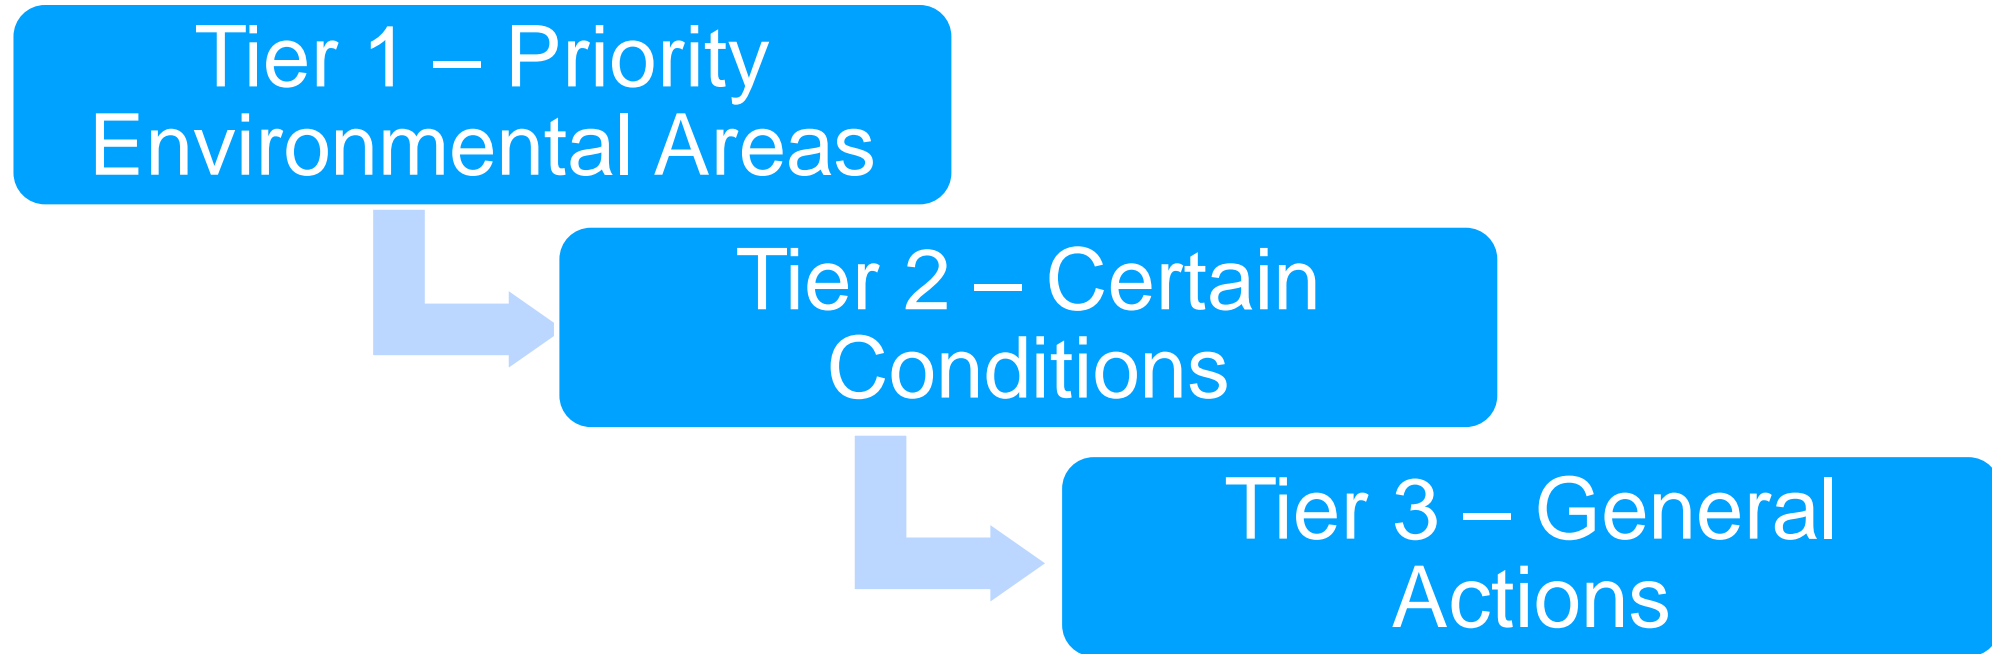 Tier 1 – Priority
Environmental Areas
Tier 2 – Certain
Conditions
Tier 3 – General
Actions